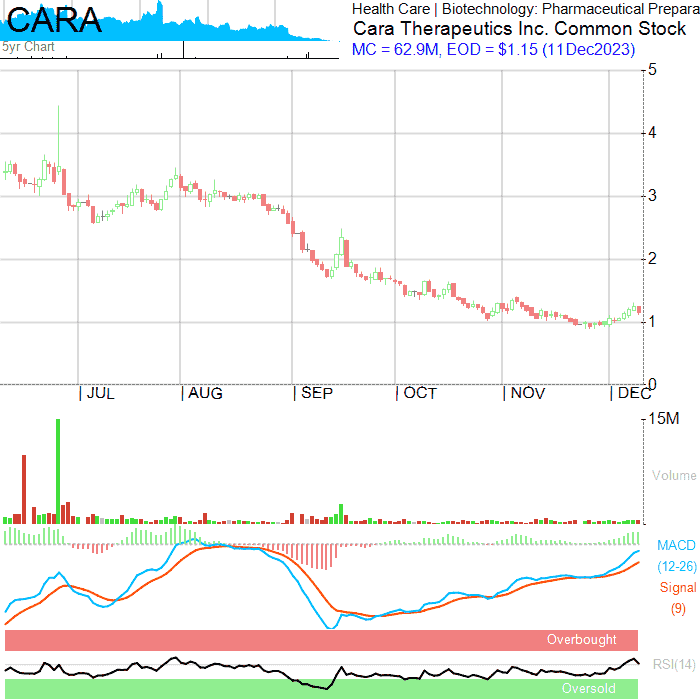 CARA
5yr Chart
Health Care | Biotechnology: Pharmaceutical Prepara
Cara Therapeutics Inc. Common Stock
MC = 62.9M, EOD = $1.15 (11Dec2023)
5
4
3
2
1
0
| JUL | AUG | SEP | OCT | NOV | DEC
15M
Volume
MACD
(12-26)
Signal
(9)
Overbought
RSI(14)
Oversold